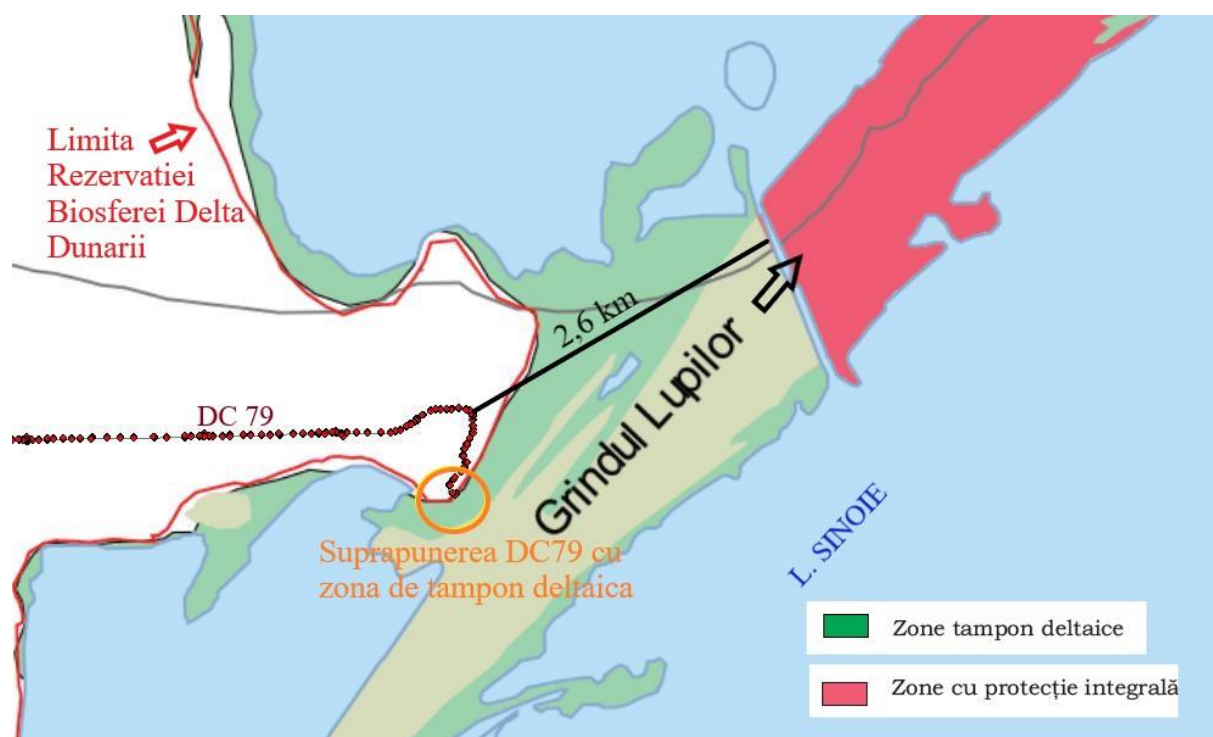 Limita
Rezervatiei
Biosferei Delta
Dunarii
2,6 km
DC 79
Grindul Lupilor
Suprapunerea DC79 cu
zona de tampon deltaica
L. SINOIE
Zone tampon deltaice
Zone cu protecție integrală